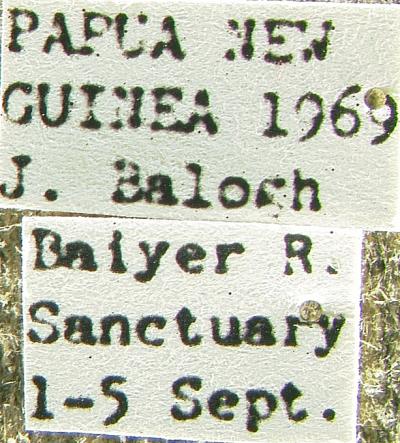 PAPUA NEW
GUINEA 1969
J. Baloch
Baiyer R.
Sanctuary
1-5 Sept.